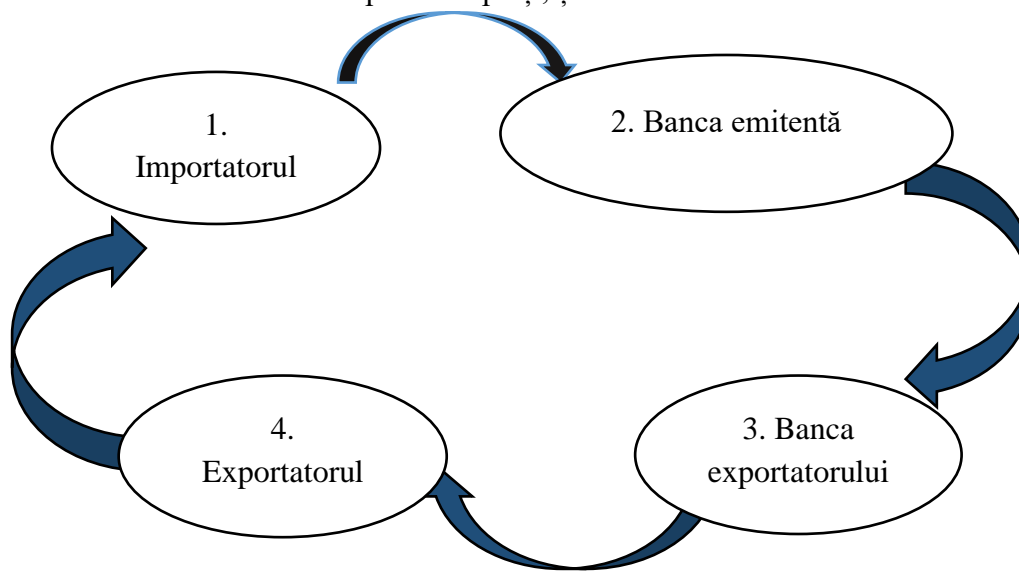 1.
Importatorul
2. Banca emitentă
3. Banca
exportatorului
4.
Exportatorul